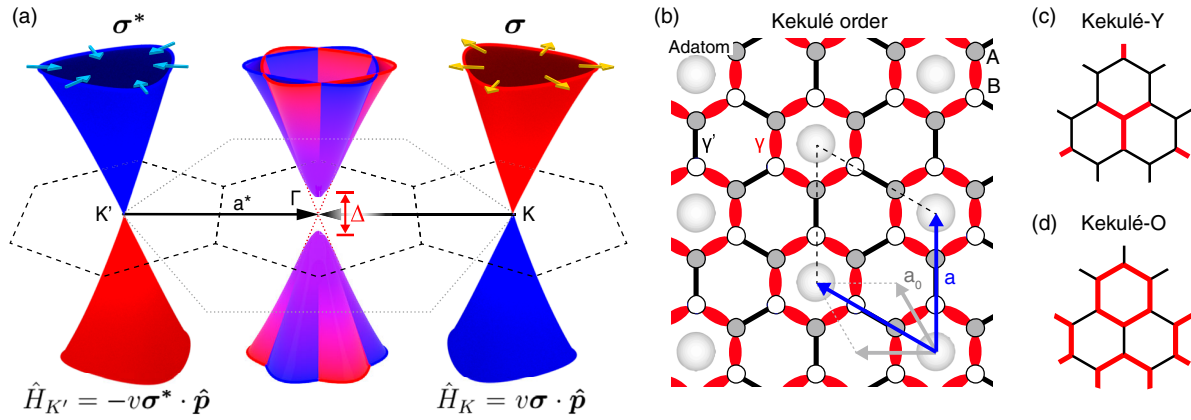 (a)
σ*
σ
K'
a*
Γ
Δ
K
Ĥ_K' = −vσ* · p̂
Ĥ_K = vσ · p̂
(b)
Kekulé order
Adatom
A
B
γ'
γ
a₀
a
(c)
Kekulé-Y
(d)
Kekulé-O